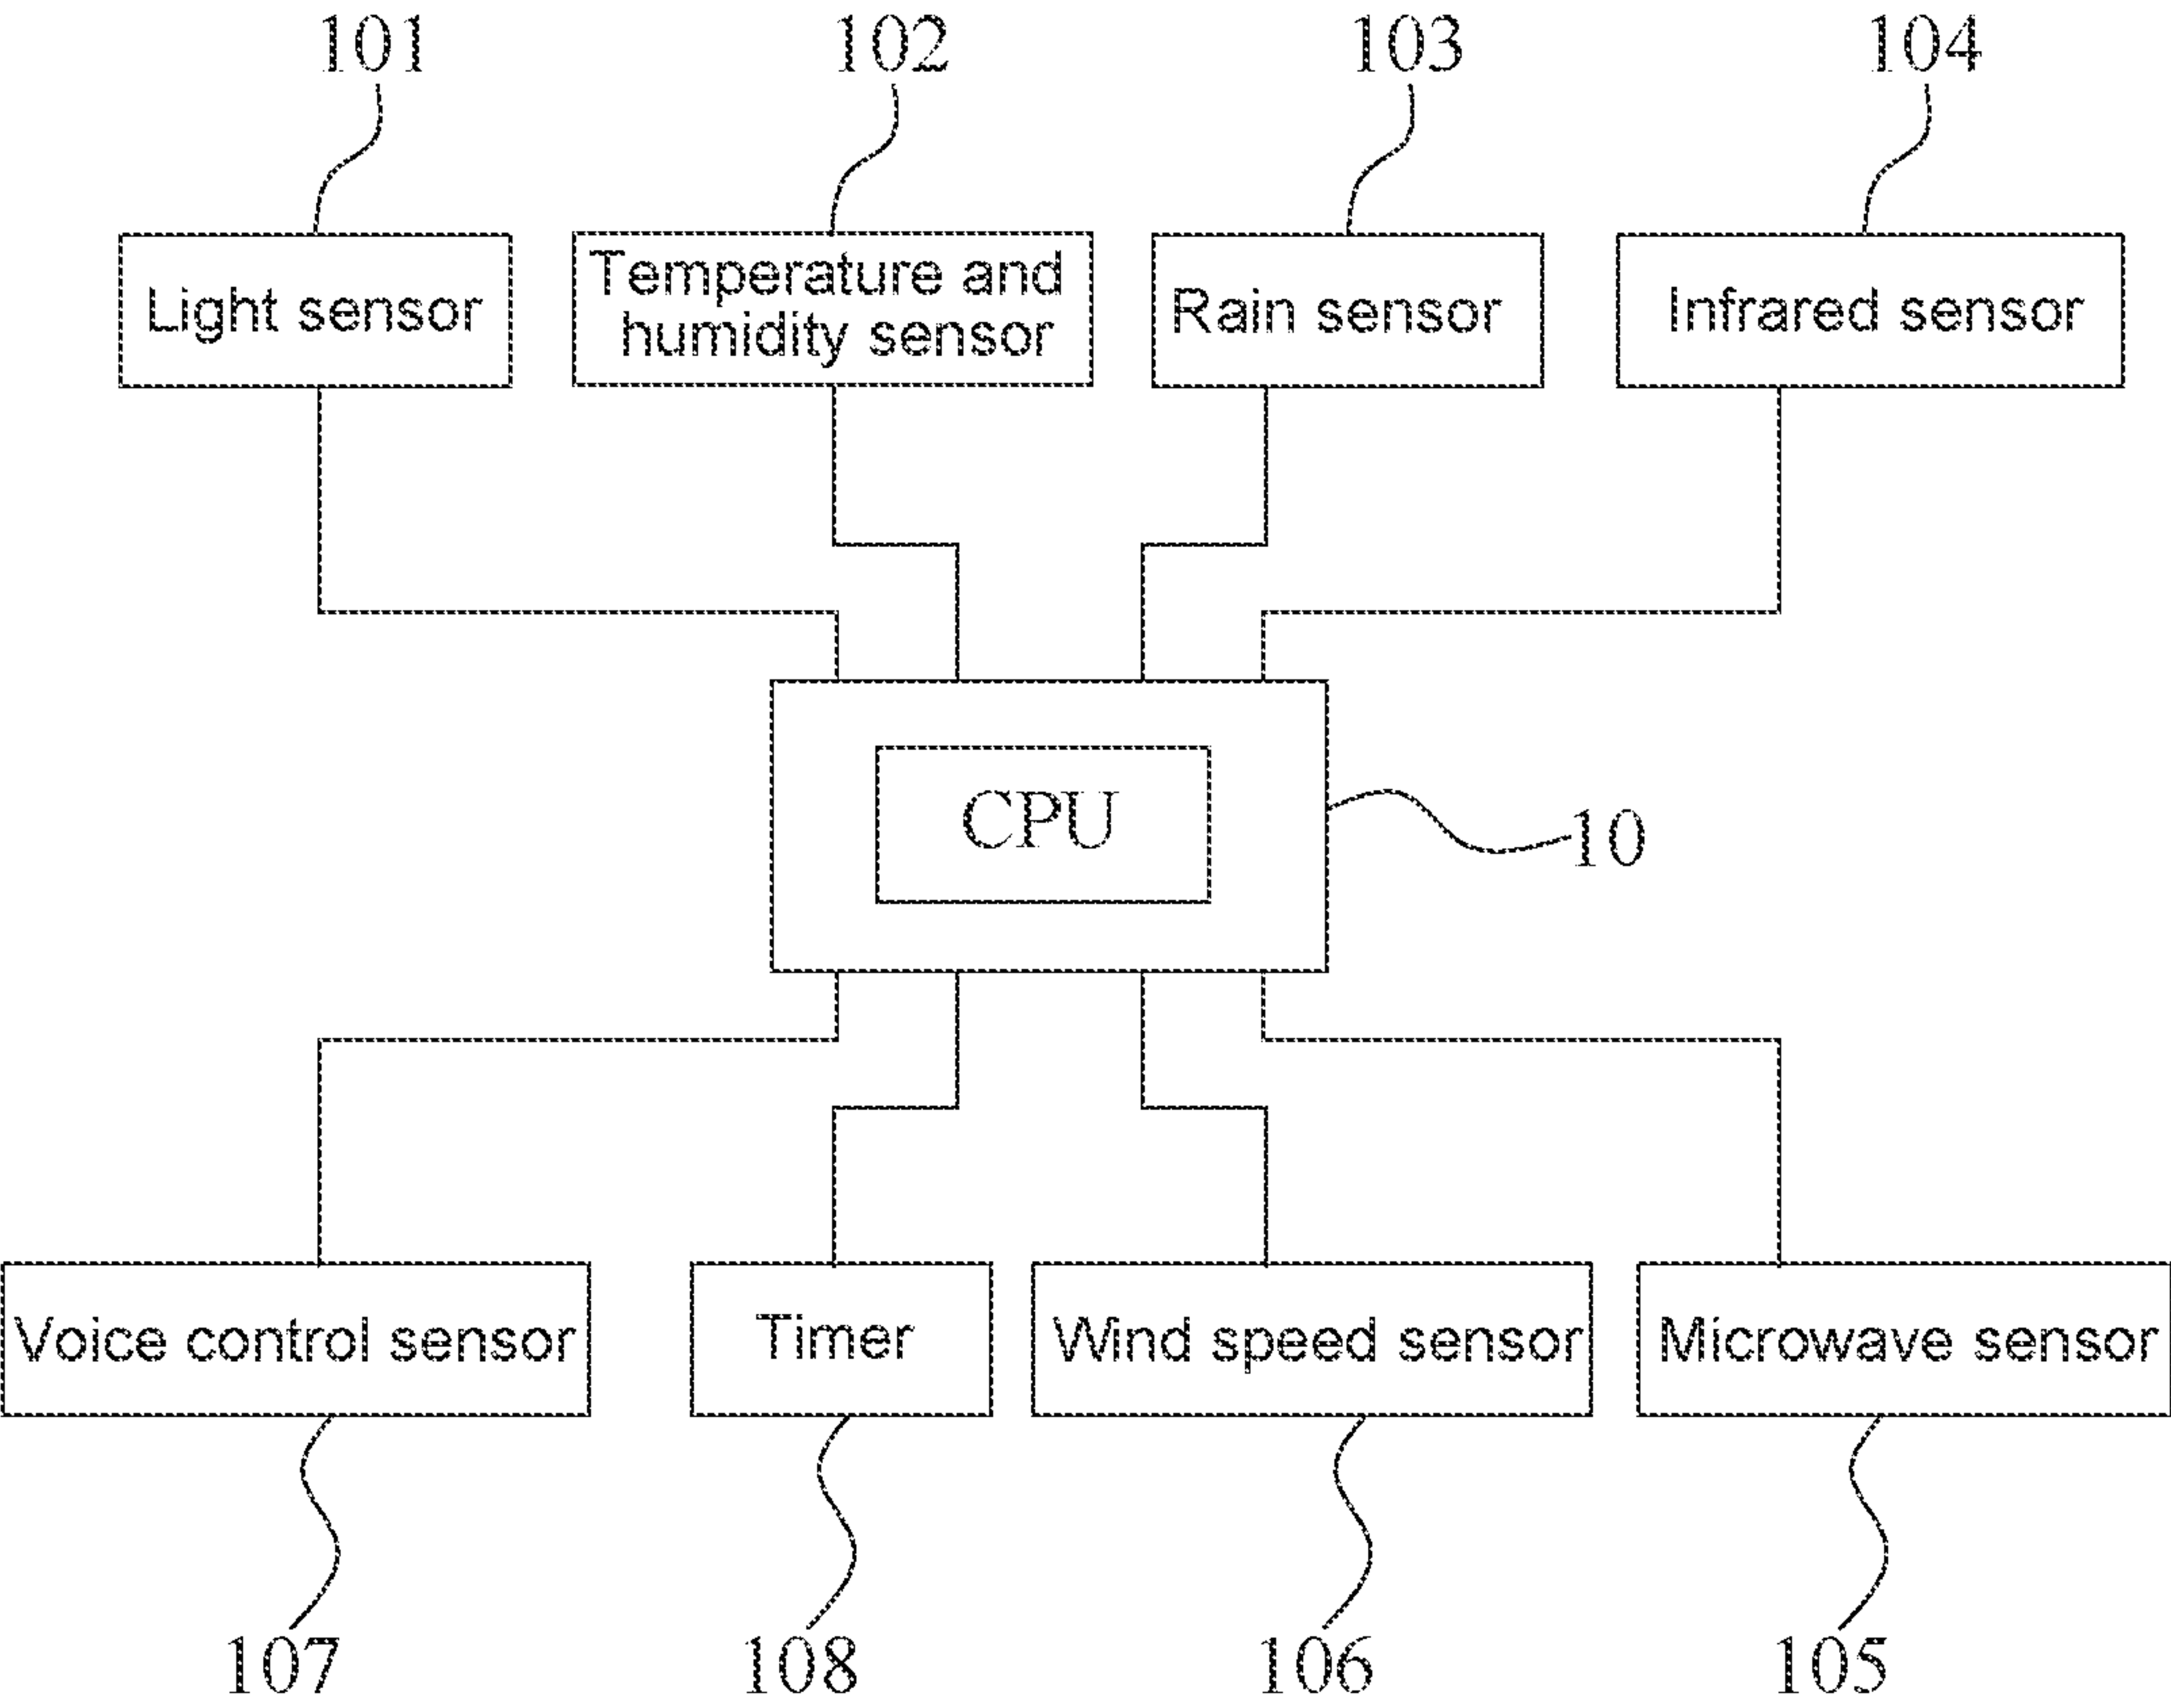 101
102
103
104
Light sensor
Temperature and
humidity sensor
Rain sensor
Infrared sensor
CPU
10
Voice control sensor
Timer
Wind speed sensor
Microwave sensor
107
108
106
105